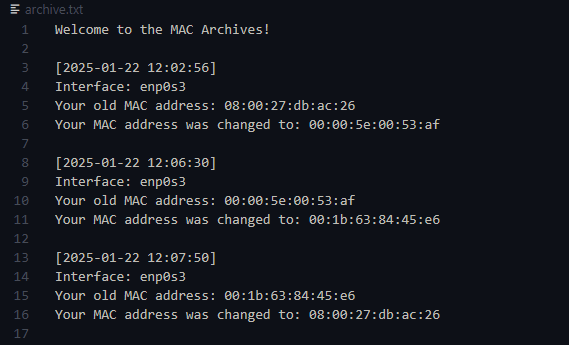 archive.txt
1 Welcome to the MAC Archives!
2
3 [2025-01-22 12:02:56]
4 Interface: enp0s3
5 Your old MAC address: 08:00:27:db:ac:26
6 Your MAC address was changed to: 00:00:5e:00:53:af
7
8 [2025-01-22 12:06:30]
9 Interface: enp0s3
10 Your old MAC address: 00:00:5e:00:53:af
11 Your MAC address was changed to: 00:1b:63:84:45:e6
12
13 [2025-01-22 12:07:50]
14 Interface: enp0s3
15 Your old MAC address: 00:1b:63:84:45:e6
16 Your MAC address was changed to: 08:00:27:db:ac:26
17